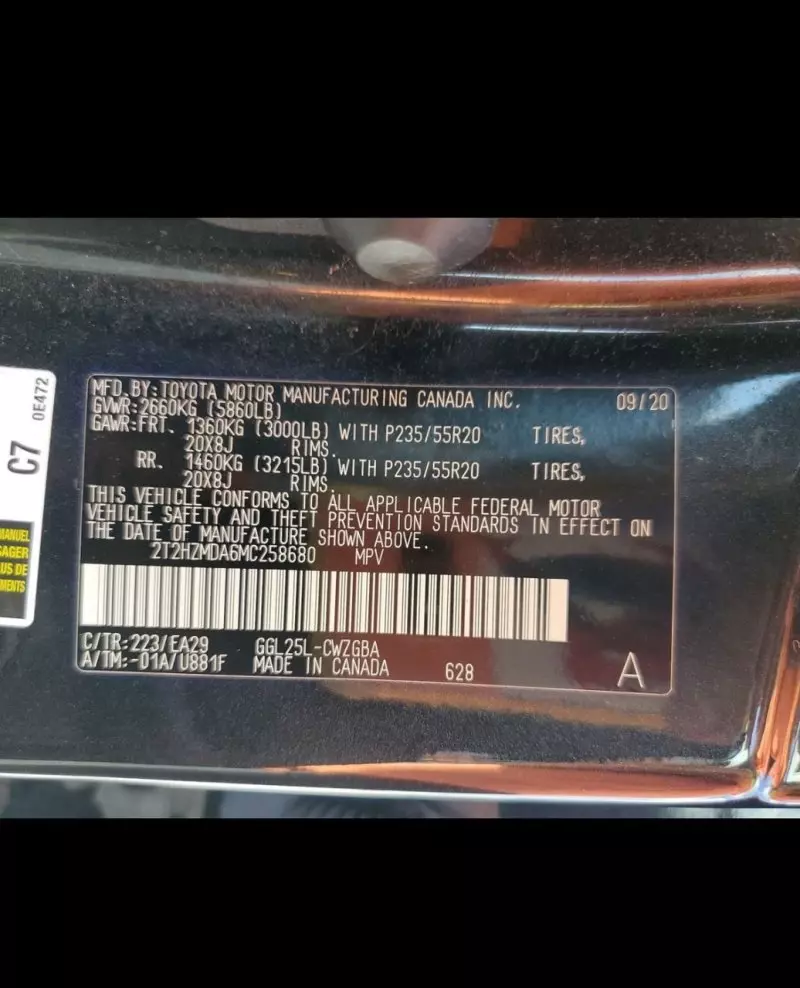 MFD.BY:TOYOTA MOTOR MANUFACTURING CANADA INC. 09/20
GVWR:2660KG (5860LB)
GAWR:FRT. 1360KG (3000LB) WITH P235/55R20 TIRES,
20X8J RIMS.
RR. 1460KG (3215LB) WITH P235/55R20 TIRES,
20X8J RIMS.
THIS VEHICLE CONFORMS TO ALL APPLICABLE FEDERAL MOTOR
VEHICLE SAFETY AND THEFT PREVENTION STANDARDS IN EFFECT ON
THE DATE OF MANUFACTURE SHOWN ABOVE.
2T2HZMDA6MC258680 MPV
C/TR:223/EA29 GGL25L-CWZGBA
A/TM:-01A/U881F MADE IN CANADA 628 A
C7 0E472
MANUEL
SAGER
US DE
MENTS